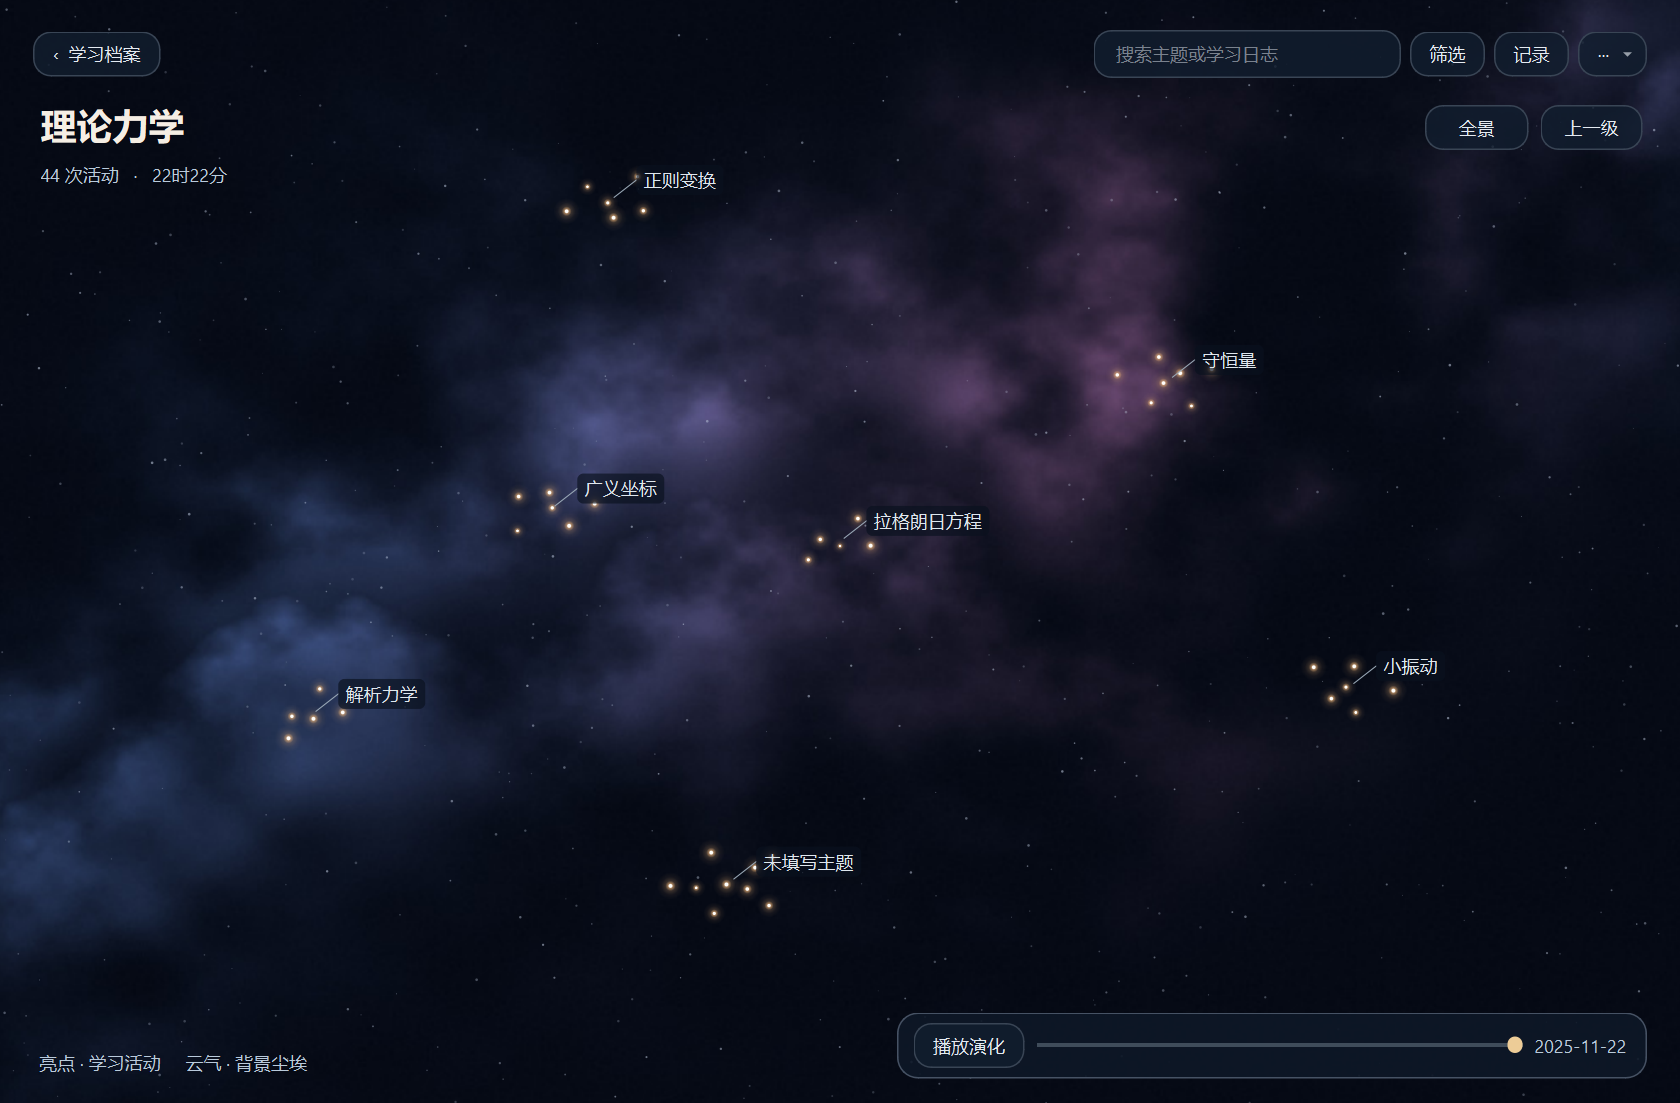 ‹ 学习档案
搜索主题或学习日志
筛选
记录
...
理论力学
全景
上一级
44 次活动 · 22时22分
正则变换
守恒量
广义坐标
拉格朗日方程
小振动
解析力学
未填写主题
播放演化
2025-11-22
亮点 · 学习活动 云气 · 背景尘埃